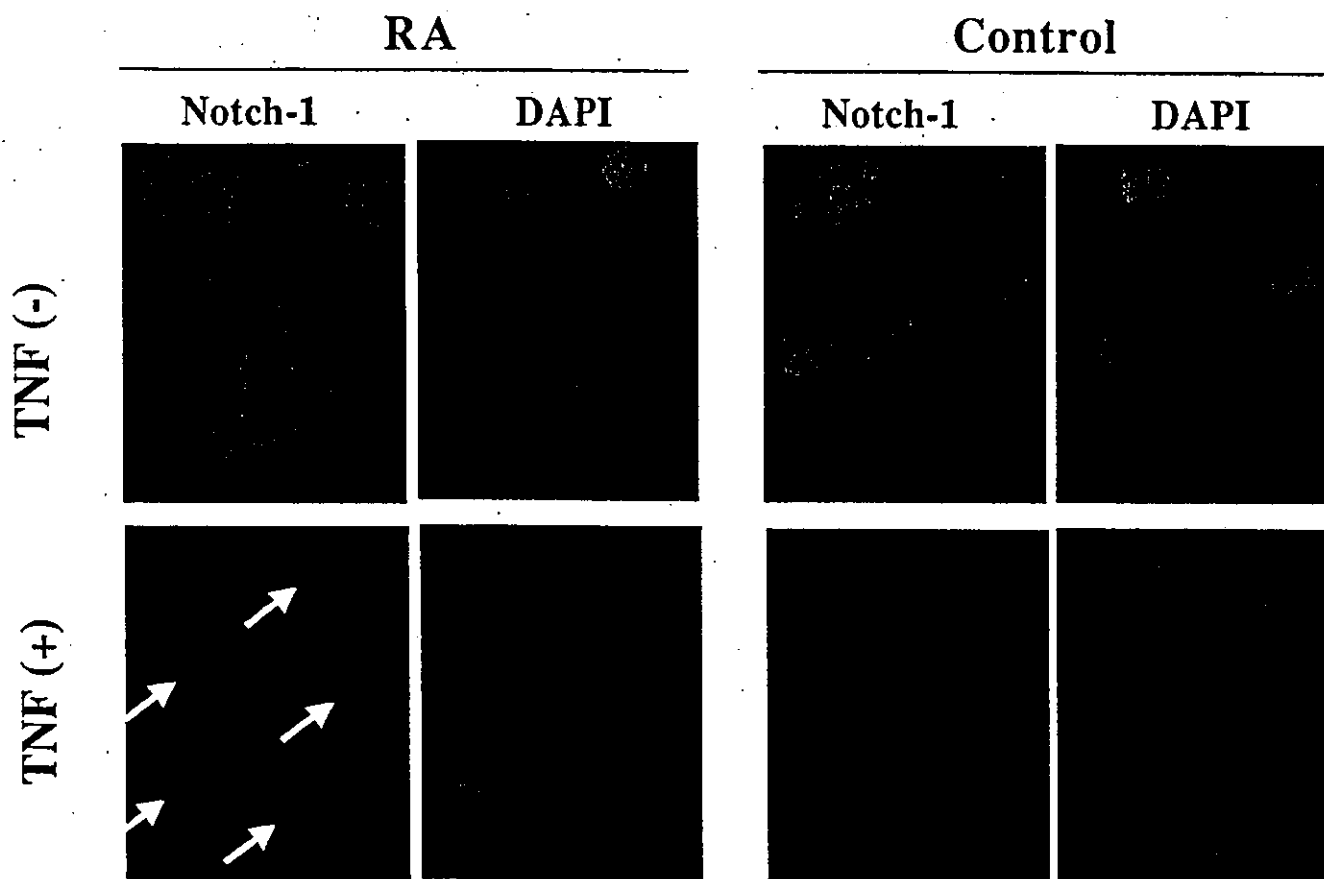 RA Control
Notch-1 DAPI Notch-1 DAPI
TNF (-)
TNF (+)